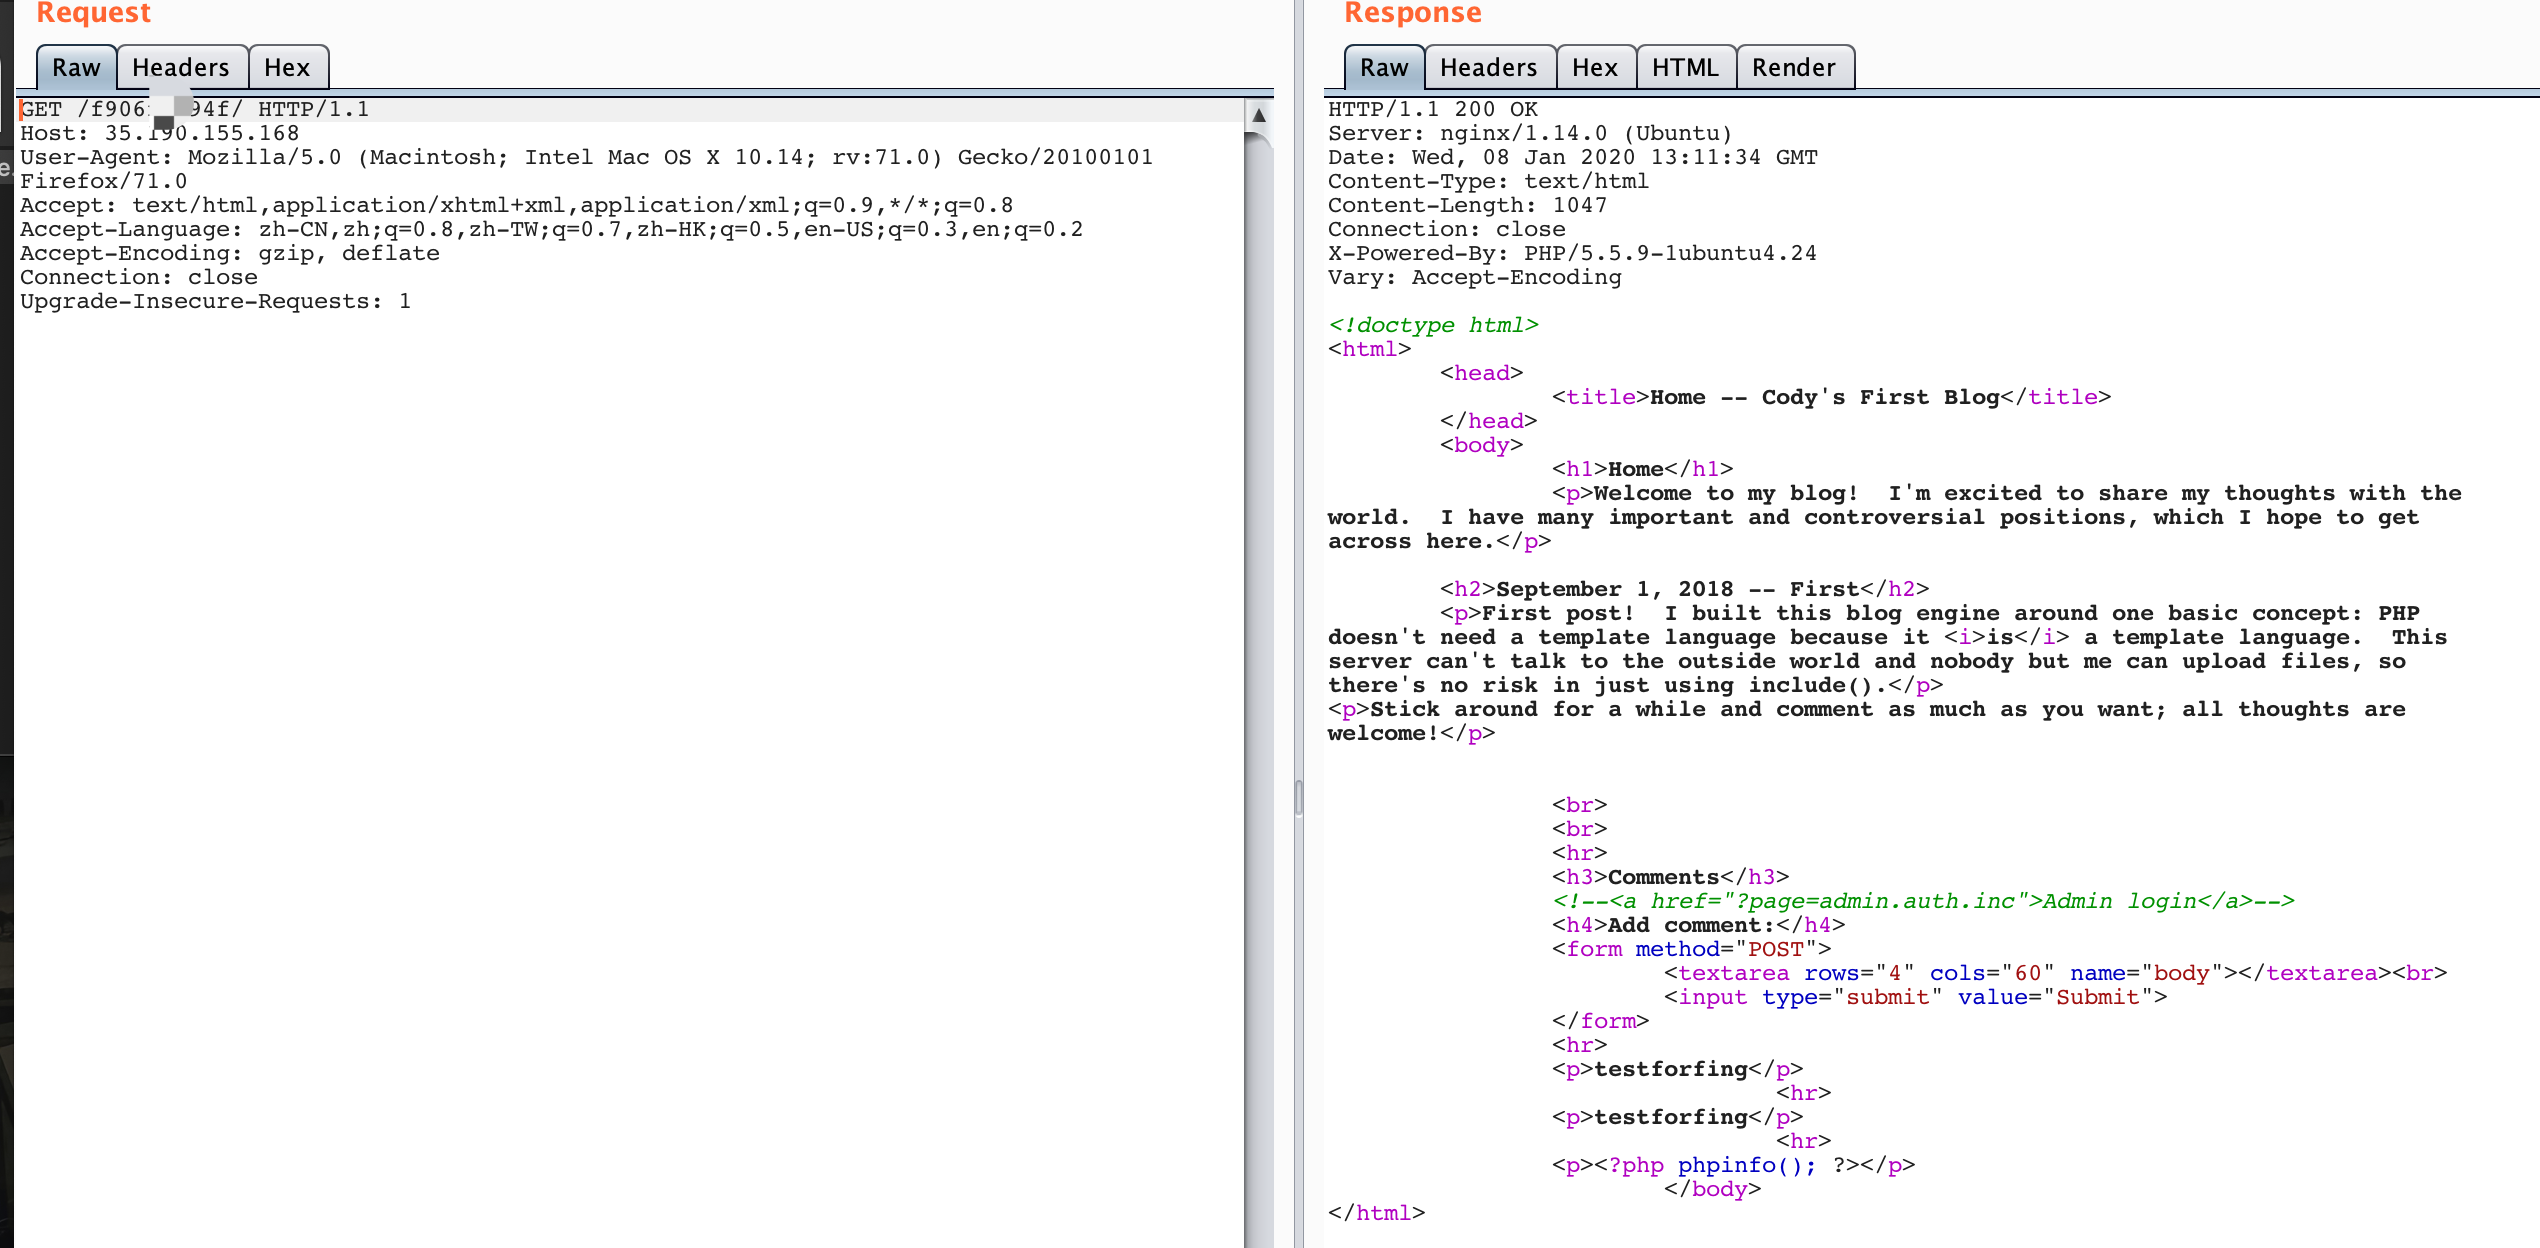 Request
Raw Headers Hex
GET /f906 94f/ HTTP/1.1
Host: 35.190.155.168
User-Agent: Mozilla/5.0 (Macintosh; Intel Mac OS X 10.14; rv:71.0) Gecko/20100101
Firefox/71.0
Accept: text/html,application/xhtml+xml,application/xml;q=0.9,*/*;q=0.8
Accept-Language: zh-CN,zh;q=0.8,zh-TW;q=0.7,zh-HK;q=0.5,en-US;q=0.3,en;q=0.2
Accept-Encoding: gzip, deflate
Connection: close
Upgrade-Insecure-Requests: 1
Response
Raw Headers Hex HTML Render
HTTP/1.1 200 OK
Server: nginx/1.14.0 (Ubuntu)
Date: Wed, 08 Jan 2020 13:11:34 GMT
Content-Type: text/html
Content-Length: 1047
Connection: close
X-Powered-By: PHP/5.5.9-1ubuntu4.24
Vary: Accept-Encoding
<!doctype html>
<html>
<head>
<title>Home -- Cody's First Blog</title>
</head>
<body>
<h1>Home</h1>
<p>Welcome to my blog!  I'm excited to share my thoughts with the
world.  I have many important and controversial positions, which I hope to get
across here.</p>
<h2>September 1, 2018 -- First</h2>
<p>First post!  I built this blog engine around one basic concept: PHP
doesn't need a template language because it <i>is</i> a template language.  This
server can't talk to the outside world and nobody but me can upload files, so
there's no risk in just using include().</p>
<p>Stick around for a while and comment as much as you want; all thoughts are
welcome!</p>
<br>
<br>
<hr>
<h3>Comments</h3>
<!--<a href="?page=admin.auth.inc">Admin login</a>-->
<h4>Add comment:</h4>
<form method="POST">
<textarea rows="4" cols="60" name="body"></textarea><br>
<input type="submit" value="Submit">
</form>
<hr>
<p>testforfing</p>
<hr>
<p>testforfing</p>
<hr>
<p><?php phpinfo(); ?></p>
</body>
</html>